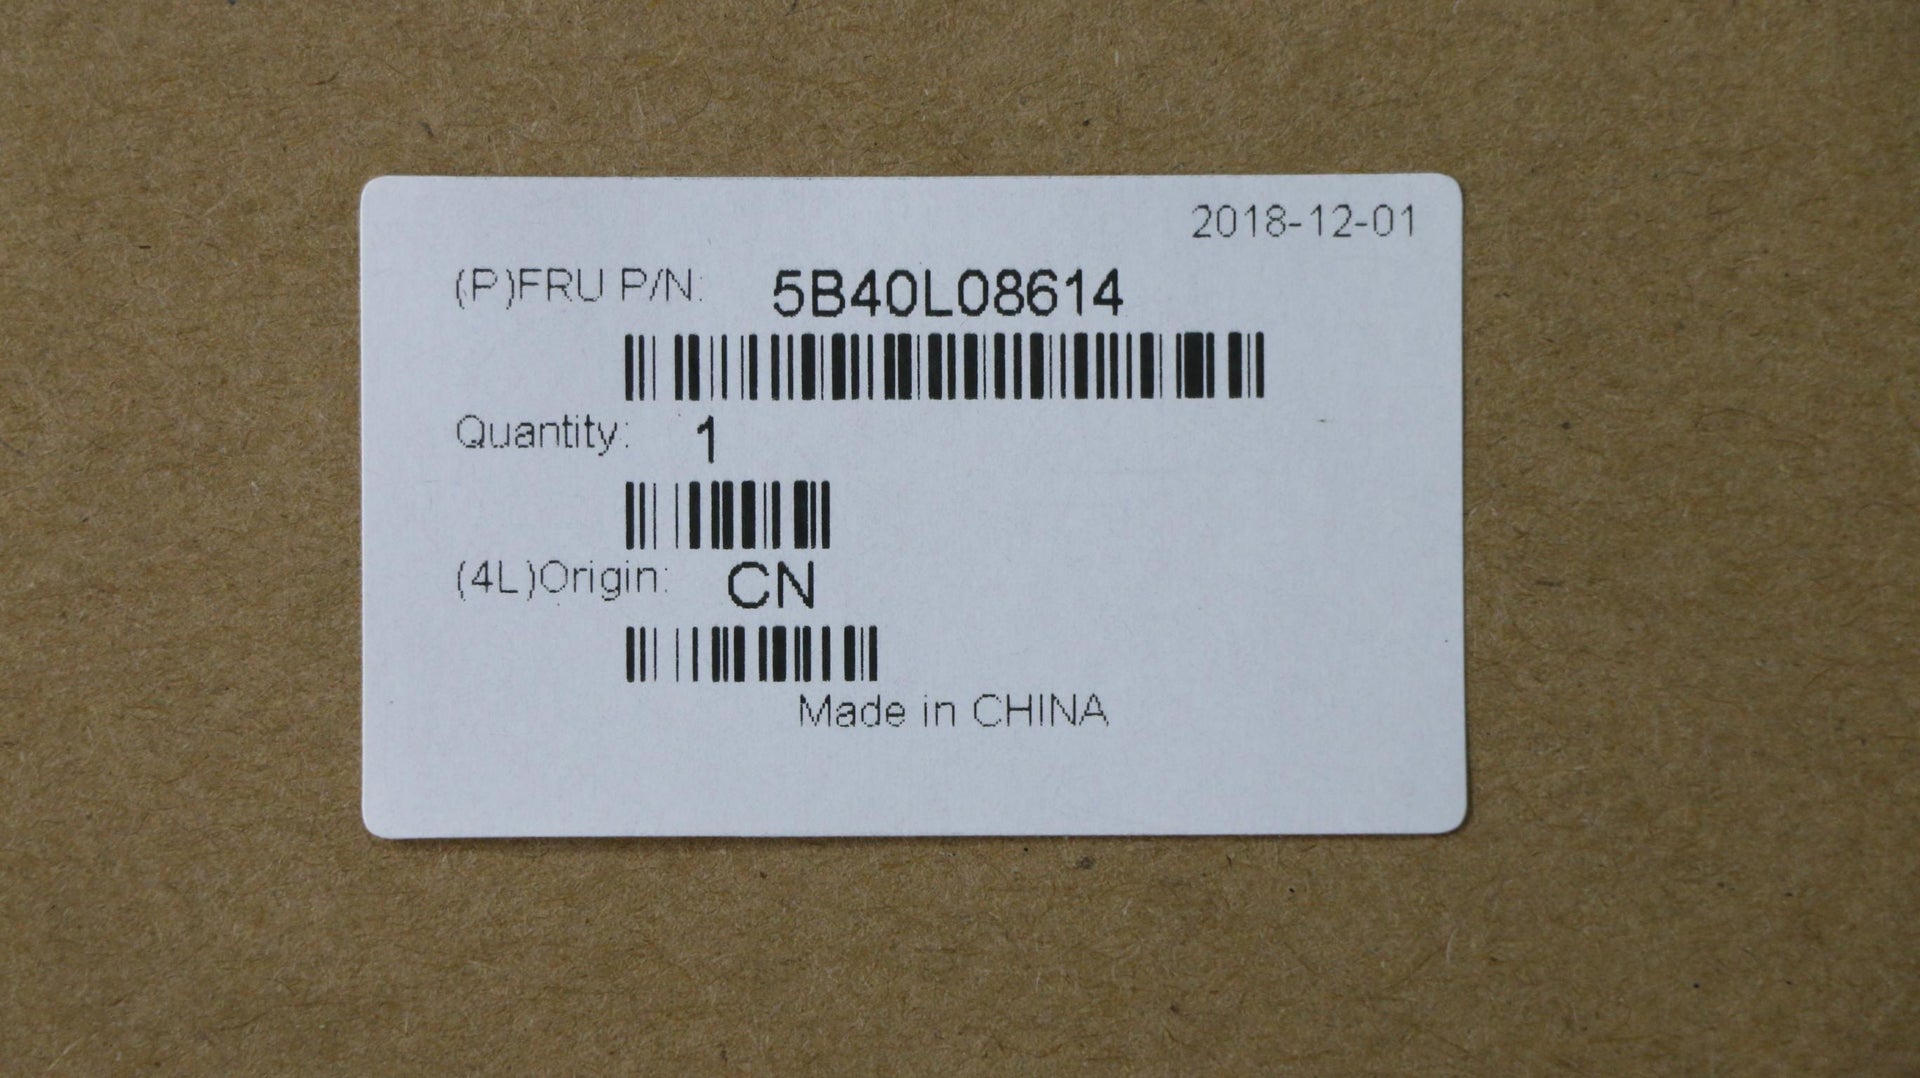 2018-12-01
(P)FRU P/N: 5B40L08614
Quantity: 1
(4L)Origin: CN
Made in CHINA